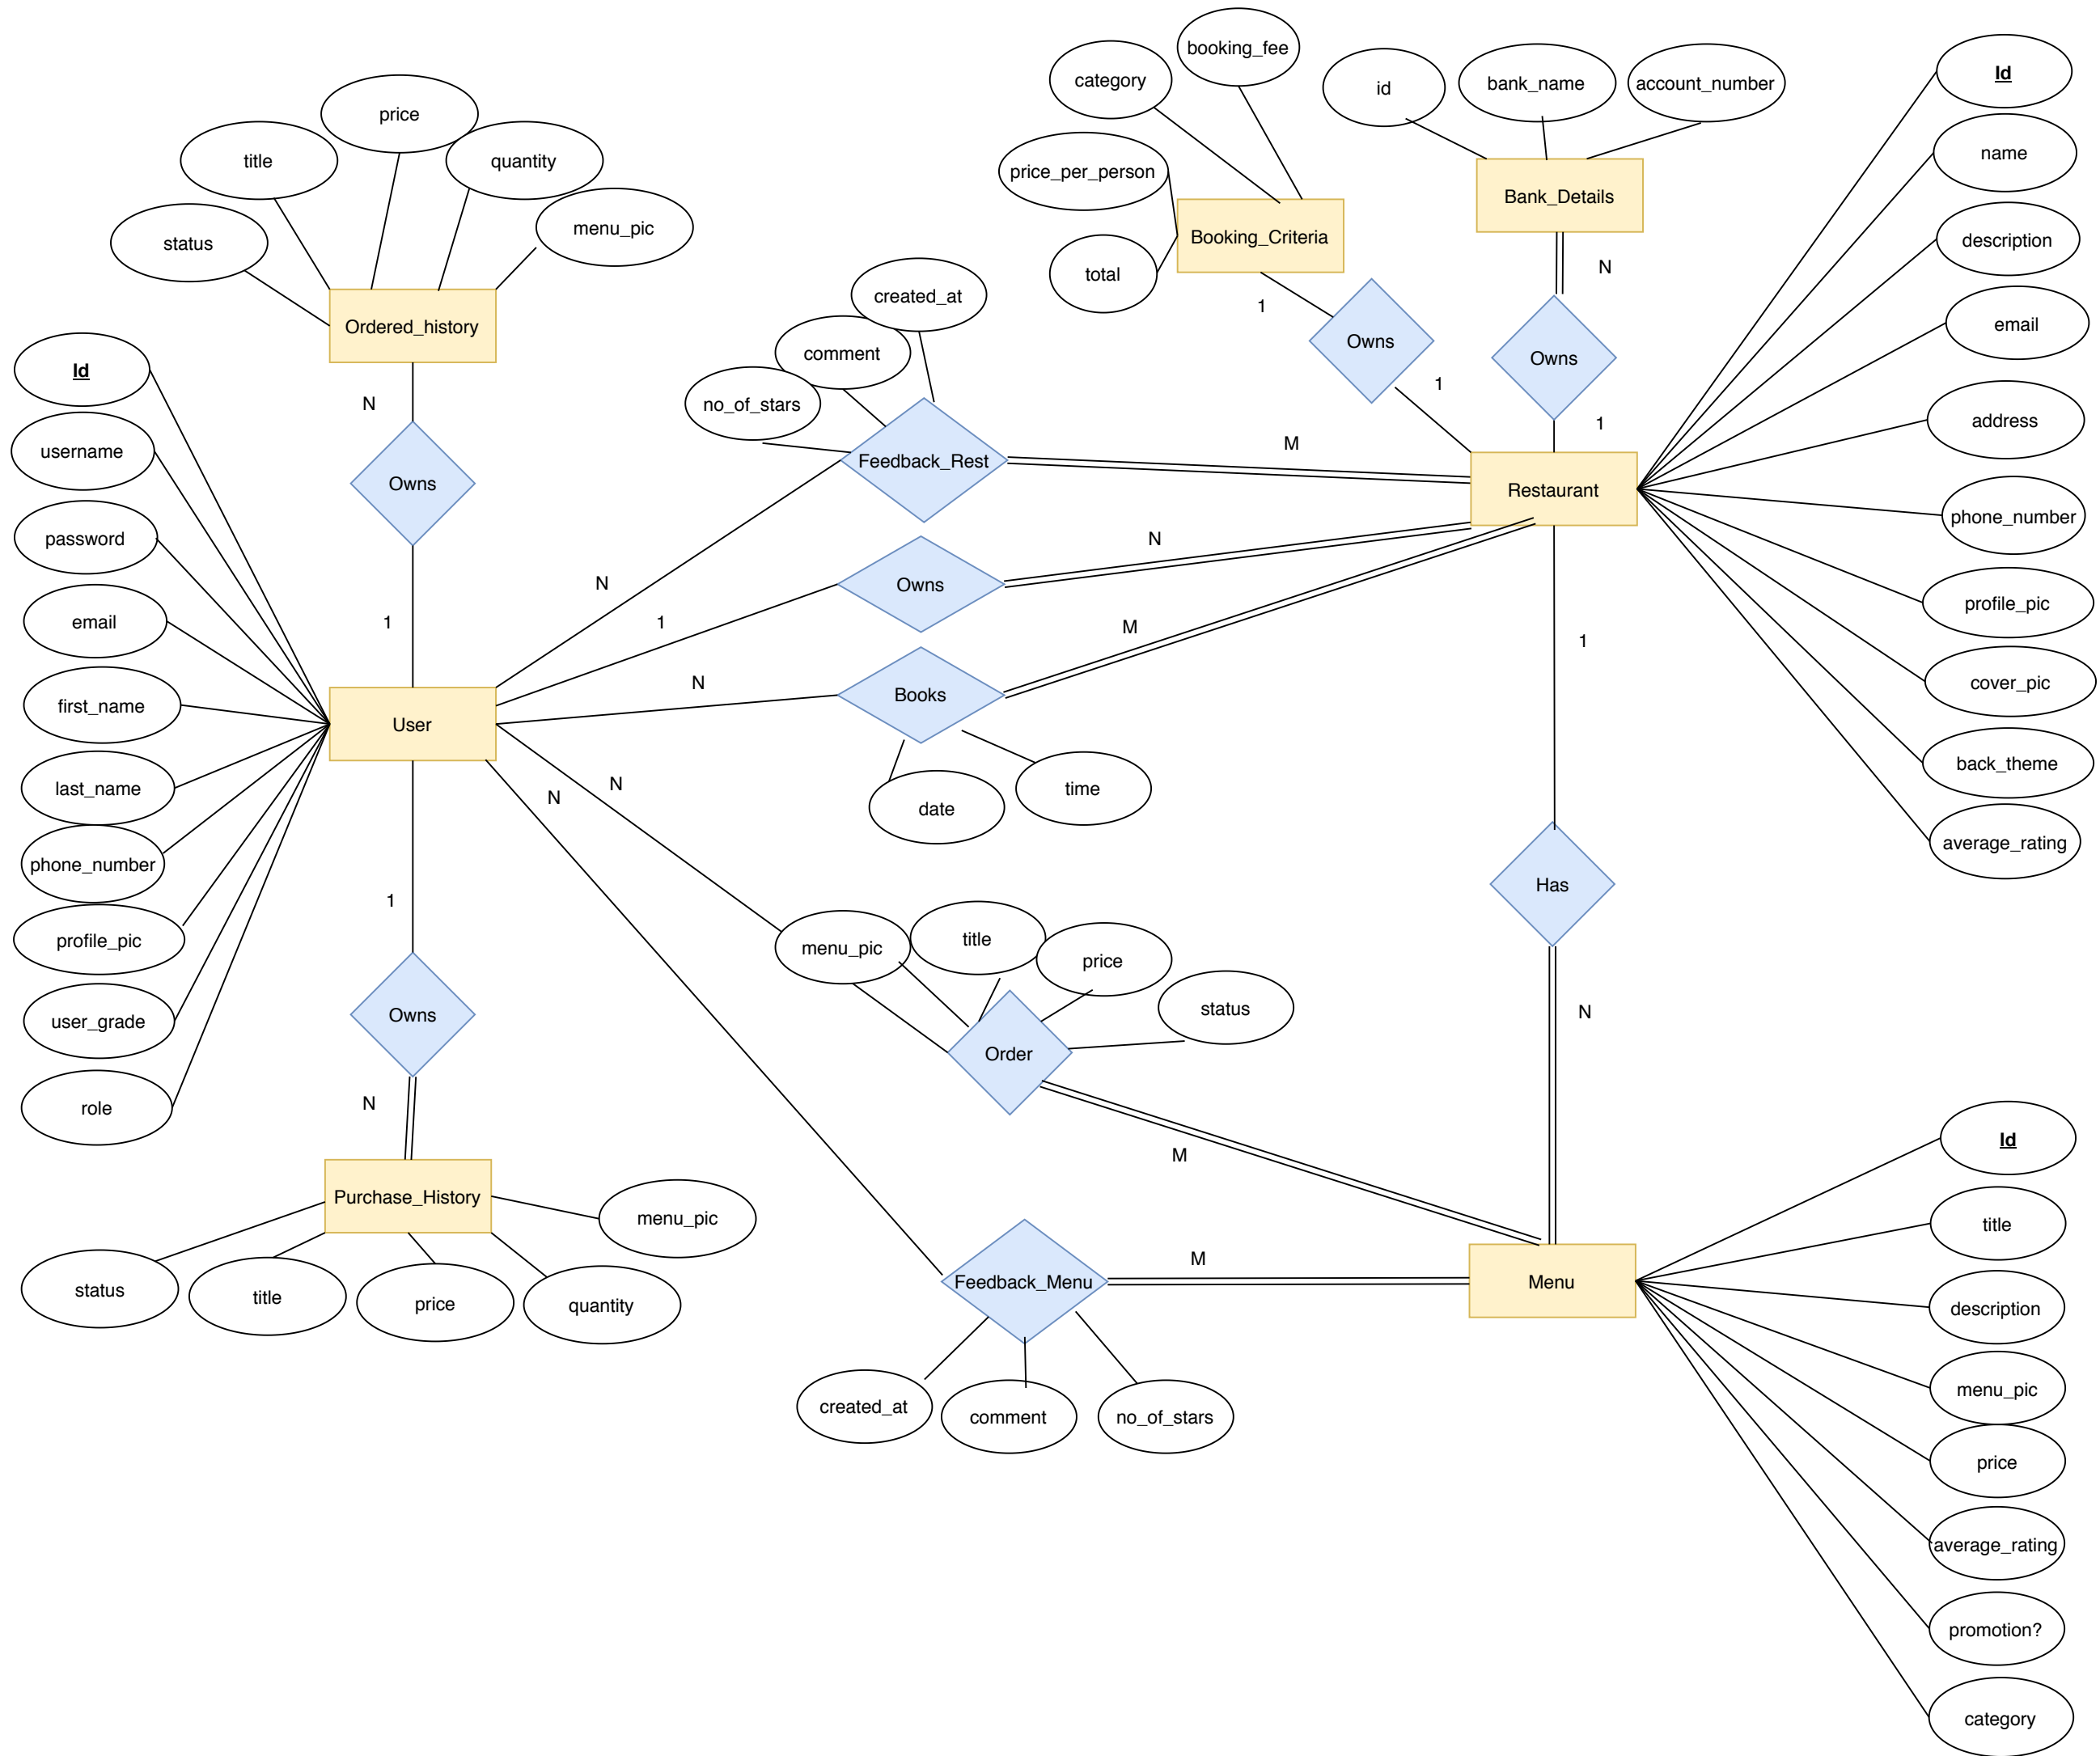 booking_fee
category
id
bank_name
account_number
Id
price
title
quantity
name
price_per_person
Bank_Details
status
menu_pic
Booking_Criteria
description
total
N
created_at
1
Ordered_history
comment
Owns
Owns
email
Id
no_of_stars
1
N
1
address
M
username
Feedback_Rest
Owns
Restaurant
phone_number
password
N
N
Owns
profile_pic
email
1
1
M
1
first_name
N
Books
cover_pic
User
last_name
N
N
date
time
back_theme
phone_number
average_rating
1
Has
profile_pic
menu_pic
title
price
user_grade
Owns
status
N
Order
role
N
M
Id
Purchase_History
menu_pic
title
status
title
price
quantity
M
Feedback_Menu
Menu
description
created_at
comment
no_of_stars
menu_pic
price
average_rating
promotion?
category